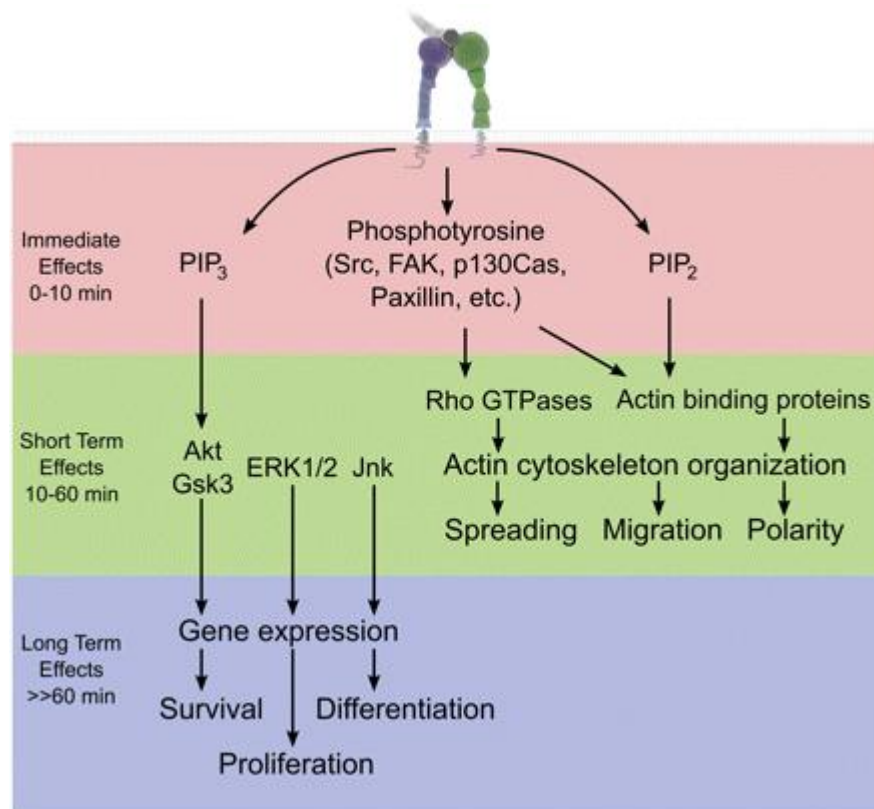 Immediate
Effects
0-10 min
PIP₃
Phosphotyrosine
(Src, FAK, p130Cas,
Paxillin, etc.)
PIP₂
Short Term
Effects
10-60 min
Akt
Gsk3
ERK1/2
Jnk
Rho GTPases
Actin binding proteins
Actin cytoskeleton organization
Spreading
Migration
Polarity
Long Term
Effects
>>60 min
Gene expression
Survival
Differentiation
Proliferation